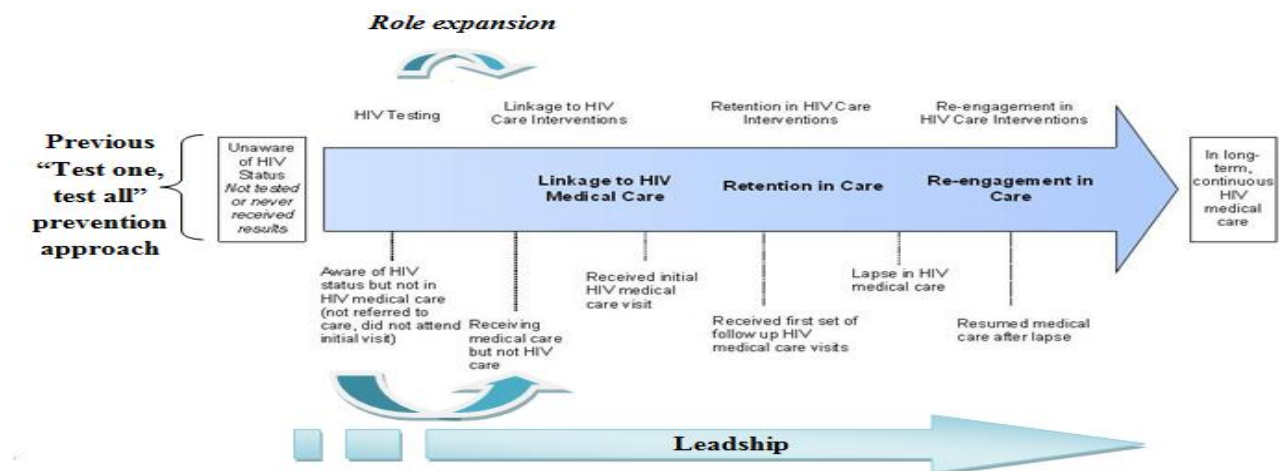 Role expansion
HIV Testing
Linkage to HIV
Care Interventions
Retention in HIV Care
Interventions
Re-engagement in
HIV Care Interventions
Previous
“Test one,
test all”
prevention
approach
Unaware
of HIV
Status
Not tested
or never
received
results
Linkage to HIV
Medical Care
Retention in Care
Re-engagement in
Care
In long-
term,
continuous
HIV
medical
care
Aware of HIV
status but not in
HIV medical care
(not referred to
care, did not attend
initial visit)
Receiving
medical care
but not HIV
care
Received initial
HIV medical
care visit
Received first set of
follow up HIV
medical care visits
Lapse in HIV
medical care
Resumed medical
care after lapse
Leadship